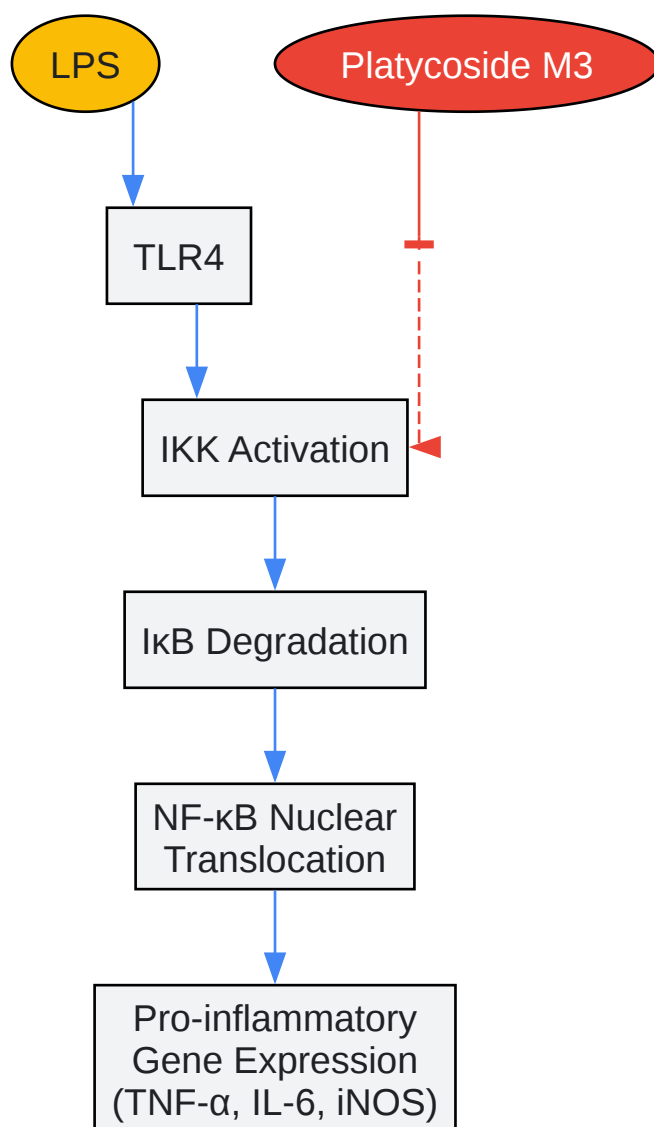 LPS
Platycoside M3
TLR4
IKK Activation
IκB Degradation
NF-κB Nuclear
Translocation
Pro-inflammatory
Gene Expression
(TNF-α, IL-6, iNOS)